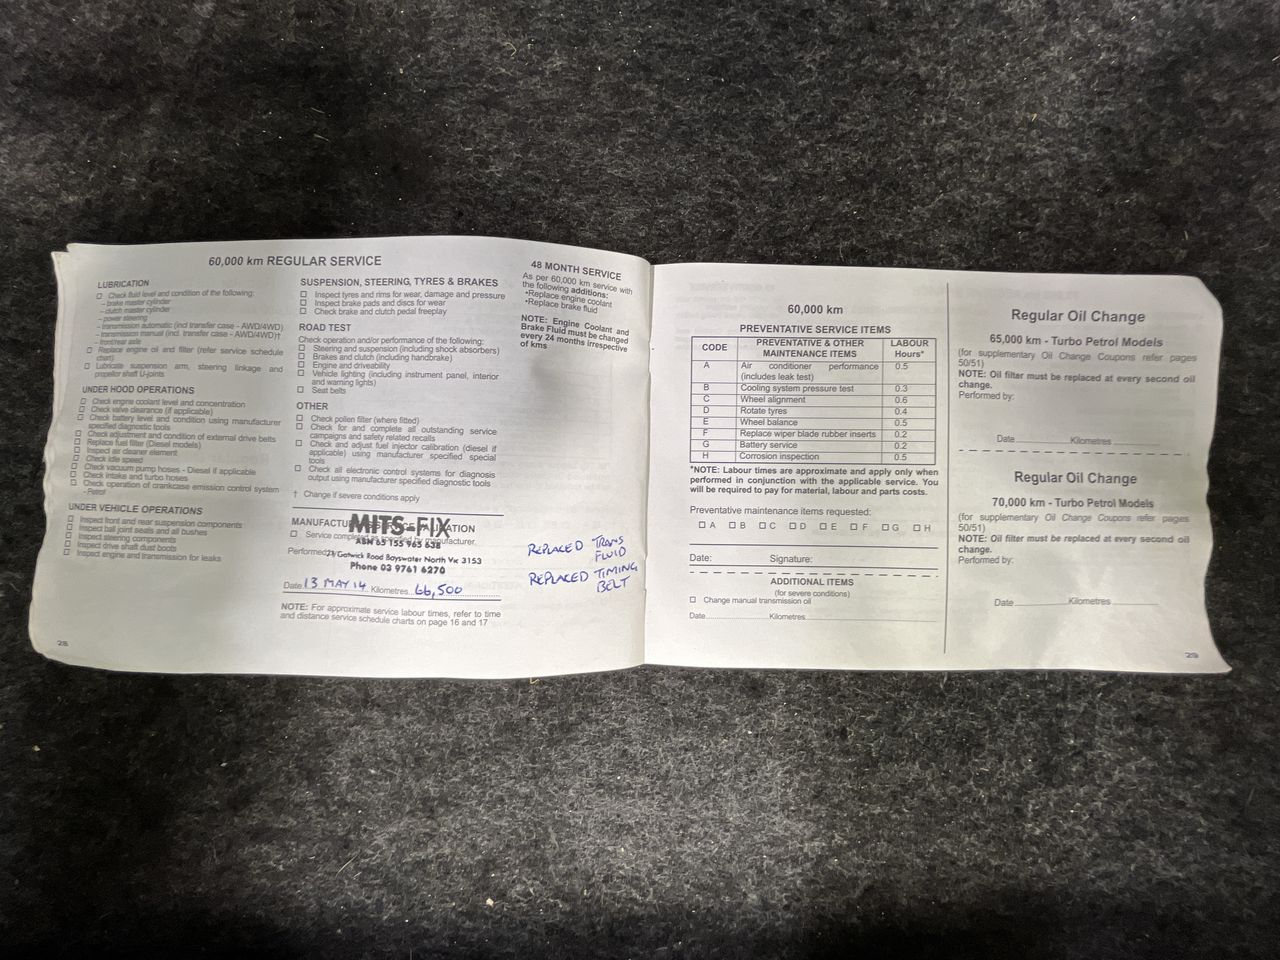 60,000 km REGULAR SERVICE
LUBRICATION
Check fluid level and condition of the following:
– brake master cylinder
– clutch master cylinder
– power steering
– transmission automatic (incl transfer case - AWD/4WD)
– transmission manual (incl. transfer case - AWD/4WD)†
– front/rear axle
Replace engine oil and filter (refer service schedule
chart)
Lubricate suspension arm, steering linkage and
propellor shaft U-joints
UNDER HOOD OPERATIONS
Check engine coolant level and concentration
Check valve clearance (if applicable)
Check battery level and condition using manufacturer
specified diagnostic tools
Check adjustment and condition of external drive belts
Replace fuel filter (Diesel models)
Inspect air cleaner element
Check idle speed
Check vacuum pump hoses - Diesel if applicable
Check intake and turbo hoses
Check operation of crankcase emission control system
- Petrol
UNDER VEHICLE OPERATIONS
Inspect front and rear suspension components
Inspect ball joint seals and all bushes
Inspect steering components
Inspect drive shaft dust boots
Inspect engine and transmission for leaks
28
SUSPENSION, STEERING, TYRES & BRAKES
Inspect tyres and rims for wear, damage and pressure
Inspect brake pads and discs for wear
Check brake and clutch pedal freeplay
ROAD TEST
Check operation and/or performance of the following:
Steering and suspension (including shock absorbers)
Brakes and clutch (including handbrake)
Engine and driveability
Vehicle lighting (including instrument panel, interior
and warning lights)
Seat belts
OTHER
Check pollen filter (where fitted)
Check for and complete all outstanding service
campaigns and safety related recalls
Check and adjust fuel injector calibration (diesel if
applicable) using manufacturer specified special
tools
Check all electronic control systems for diagnosis
output using manufacturer specified diagnostic tools
† Change if severe conditions apply
MITS-FIX
ABN 65 155 965 638
Service completed manufacturer.
Performed
21 Gatwick Road Bayswater North Vic 3153
Phone 03 9761 6270
Date 13 MAY 14 Kilometres 66,500
NOTE: For approximate service labour times, refer to time
and distance service schedule charts on page 16 and 17
48 MONTH SERVICE
As per 60,000 km service with
the following additions:
•Replace engine coolant
•Replace brake fluid
NOTE: Engine Coolant and
Brake Fluid must be changed
every 24 months irrespective
of kms
REPLACED TRANS
FLUID
REPLACED TIMING
BELT
60,000 km
PREVENTATIVE SERVICE ITEMS
CODE PREVENTATIVE & OTHER MAINTENANCE ITEMS LABOUR Hours*
A Air conditioner performance (includes leak test) 0.5
B Cooling system pressure test 0.3
C Wheel alignment 0.6
D Rotate tyres 0.4
E Wheel balance 0.5
F Replace wiper blade rubber inserts 0.2
G Battery service 0.2
H Corrosion inspection 0.5
*NOTE: Labour times are approximate and apply only when
performed in conjunction with the applicable service. You
will be required to pay for material, labour and parts costs.
Preventative maintenance items requested:
A B C D E F G H
Date: Signature:
ADDITIONAL ITEMS
(for severe conditions)
Change manual transmission oil
Date Kilometres
Regular Oil Change
65,000 km - Turbo Petrol Models
(for supplementary Oil Change Coupons refer pages
50/51)
NOTE: Oil filter must be replaced at every second oil
change.
Performed by:
Date Kilometres
Regular Oil Change
70,000 km - Turbo Petrol Models
(for supplementary Oil Change Coupons refer pages
50/51)
NOTE: Oil filter must be replaced at every second oil
change.
Performed by:
Date Kilometres
29